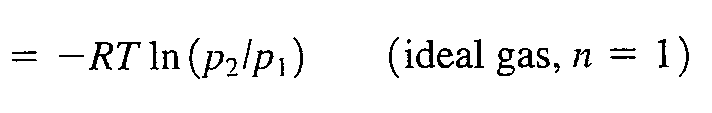 = −RT ln (p₂/p₁) (ideal gas, n = 1)